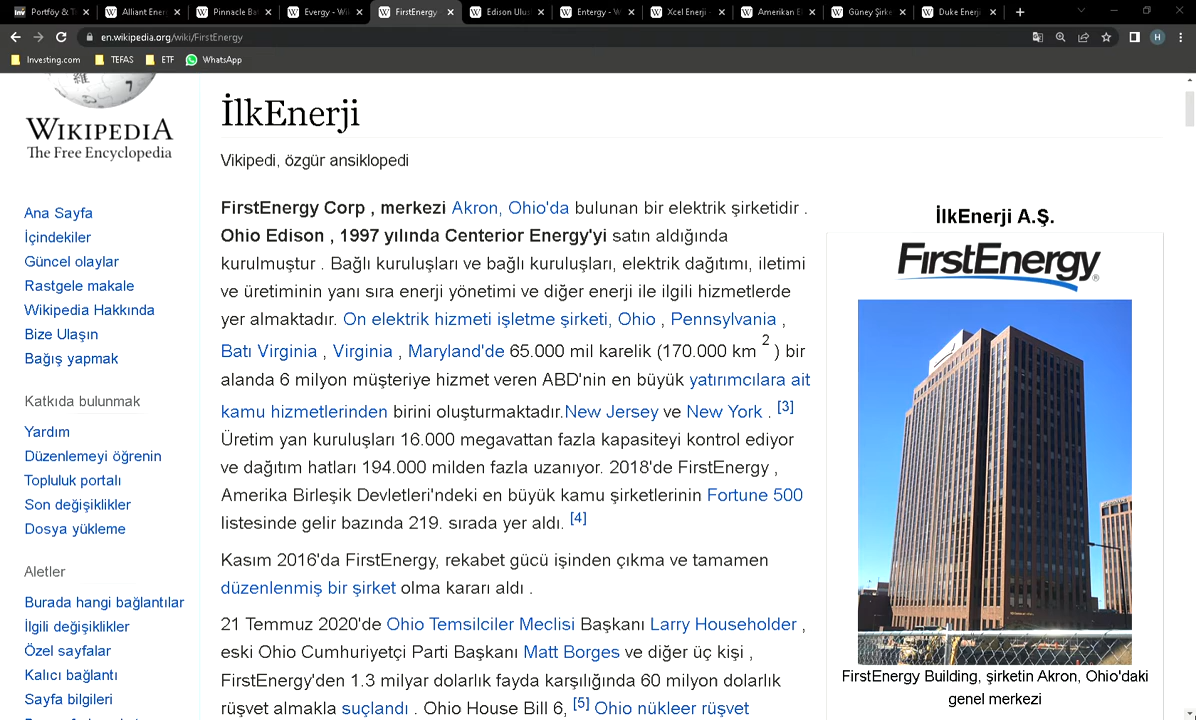 Portföy & T
Alliant Ener
Pinnacle Ba
Evergy - Wi
FirstEnergy
Edison Ulus
Entergy - W
Xcel Enerji -
Amerikan E
Güney Şirke
Duke Enerji
en.wikipedia.org/wiki/FirstEnergy
H
Investing.com
TEFAS
ETF
WhatsApp
WIKIPEDIA
The Free Encyclopedia
Ana Sayfa
İçindekiler
Güncel olaylar
Rastgele makale
Wikipedia Hakkında
Bize Ulaşın
Bağış yapmak
Katkıda bulunmak
Yardım
Düzenlemeyi öğrenin
Topluluk portalı
Son değişiklikler
Dosya yükleme
Aletler
Burada hangi bağlantılar
İlgili değişiklikler
Özel sayfalar
Kalıcı bağlantı
Sayfa bilgileri
İlkEnerji
Vikipedi, özgür ansiklopedi
FirstEnergy Corp , merkezi Akron, Ohio'da bulunan bir elektrik şirketidir .
Ohio Edison , 1997 yılında Centerior Energy'yi satın aldığında
kurulmuştur . Bağlı kuruluşları ve bağlı kuruluşları, elektrik dağıtımı, iletimi
ve üretiminin yanı sıra enerji yönetimi ve diğer enerji ile ilgili hizmetlerde
yer almaktadır. On elektrik hizmeti işletme şirketi, Ohio , Pennsylvania ,
Batı Virginia , Virginia , Maryland'de 65.000 mil karelik (170.000 km 2 ) bir
alanda 6 milyon müşteriye hizmet veren ABD'nin en büyük yatırımcılara ait
kamu hizmetlerinden birini oluşturmaktadır.New Jersey ve New York . [3]
Üretim yan kuruluşları 16.000 megavattan fazla kapasiteyi kontrol ediyor
ve dağıtım hatları 194.000 milden fazla uzanıyor. 2018'de FirstEnergy ,
Amerika Birleşik Devletleri'ndeki en büyük kamu şirketlerinin Fortune 500
listesinde gelir bazında 219. sırada yer aldı. [4]
Kasım 2016'da FirstEnergy, rekabet gücü işinden çıkma ve tamamen
düzenlenmiş bir şirket olma kararı aldı .
21 Temmuz 2020'de Ohio Temsilciler Meclisi Başkanı Larry Householder ,
eski Ohio Cumhuriyetçi Parti Başkanı Matt Borges ve diğer üç kişi ,
FirstEnergy'den 1.3 milyar dolarlık fayda karşılığında 60 milyon dolarlık
rüşvet almakla suçlandı . Ohio House Bill 6, [5] Ohio nükleer rüşvet
İlkEnerji A.Ş.
FirstEnergy®
FirstEnergy Building, şirketin Akron, Ohio'daki
genel merkezi